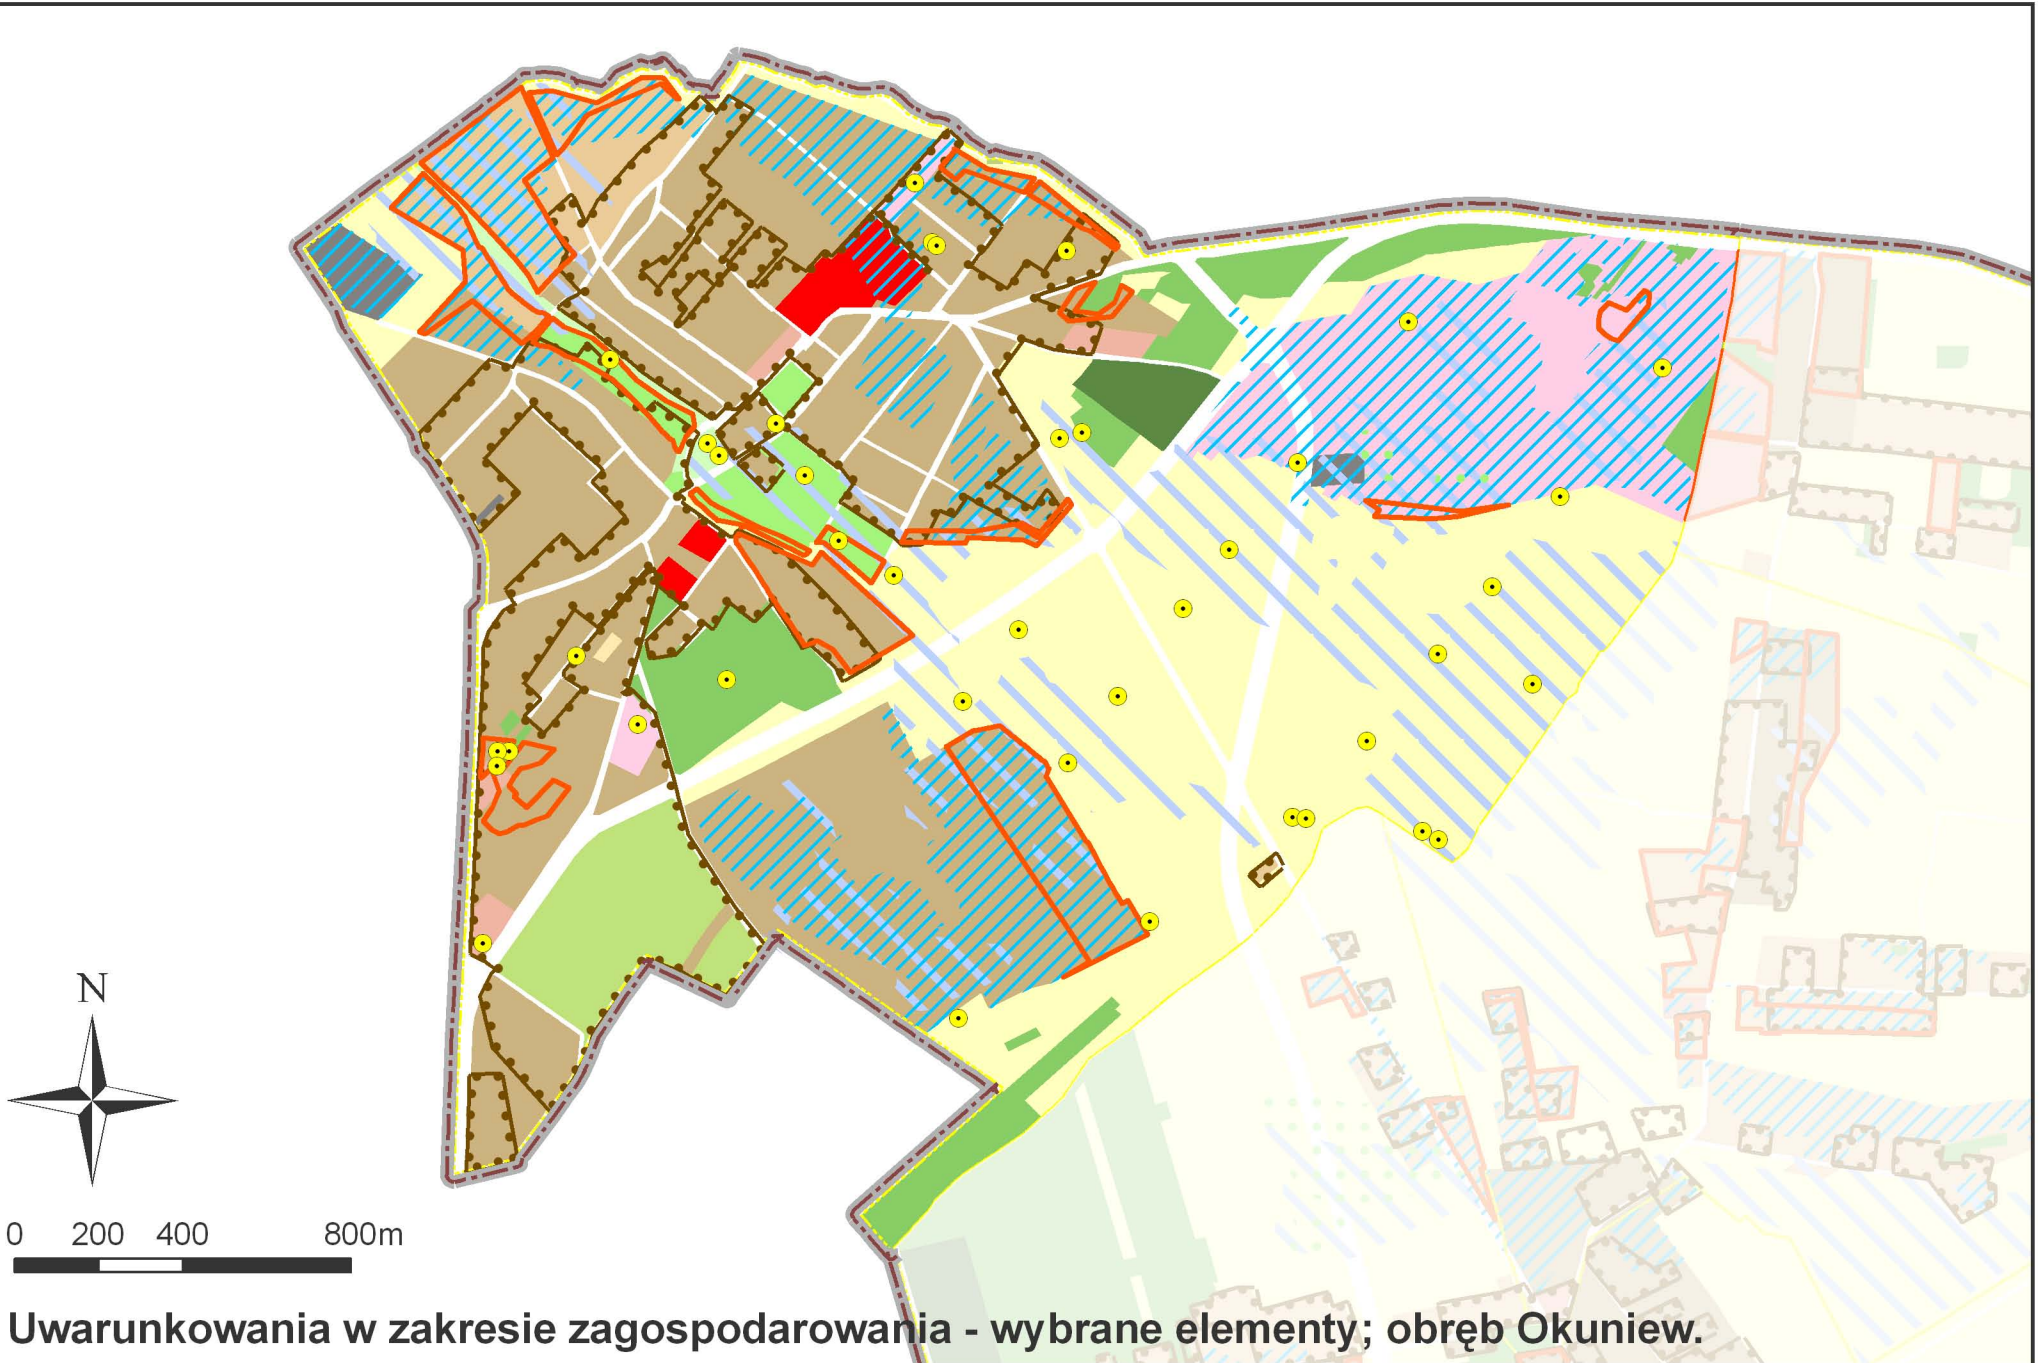 N
0 200 400 800m
Uwarunkowania w zakresie zagospodarowania - wybrane elementy; obręb Okuniew.